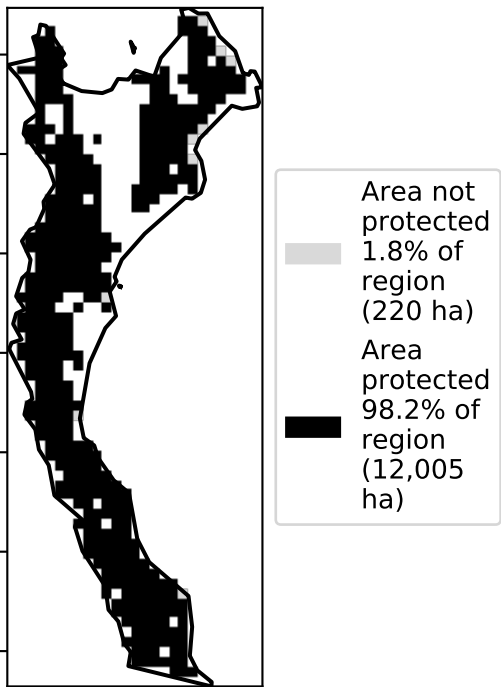 Area not
protected
1.8% of
region
(220 ha)
Area
protected
98.2% of
region
(12,005
ha)